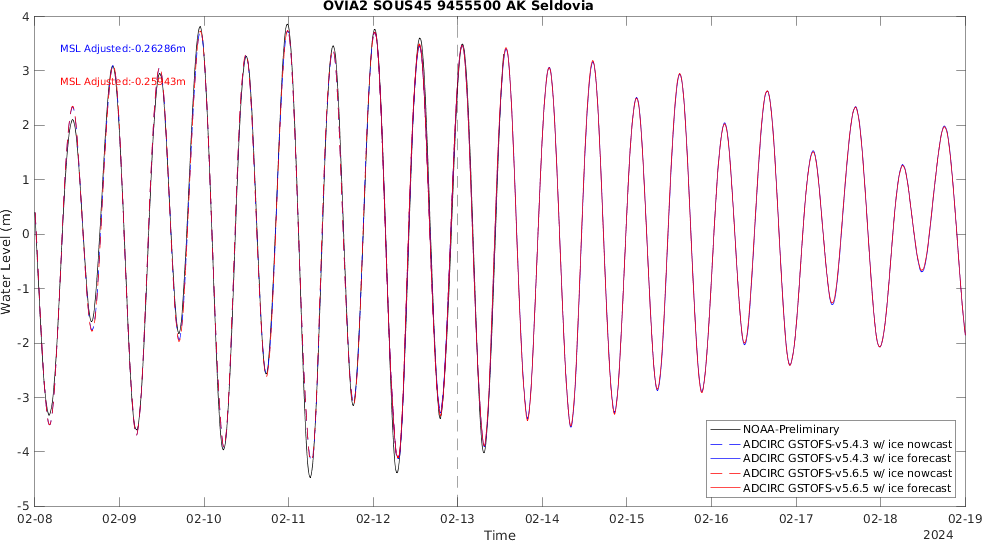 OVIA2 SOUS45 9455500 AK Seldovia
MSL Adjusted:-0.26286m
MSL Adjusted:-0.25943m
4
3
2
1
0
-1
-2
-3
-4
-5
Water Level (m)
02-08 02-09 02-10 02-11 02-12 02-13 02-14 02-15 02-16 02-17 02-18 02-19
Time
2024
NOAA-Preliminary
ADCIRC GSTOFS-v5.4.3 w/ ice nowcast
ADCIRC GSTOFS-v5.4.3 w/ ice forecast
ADCIRC GSTOFS-v5.6.5 w/ ice nowcast
ADCIRC GSTOFS-v5.6.5 w/ ice forecast